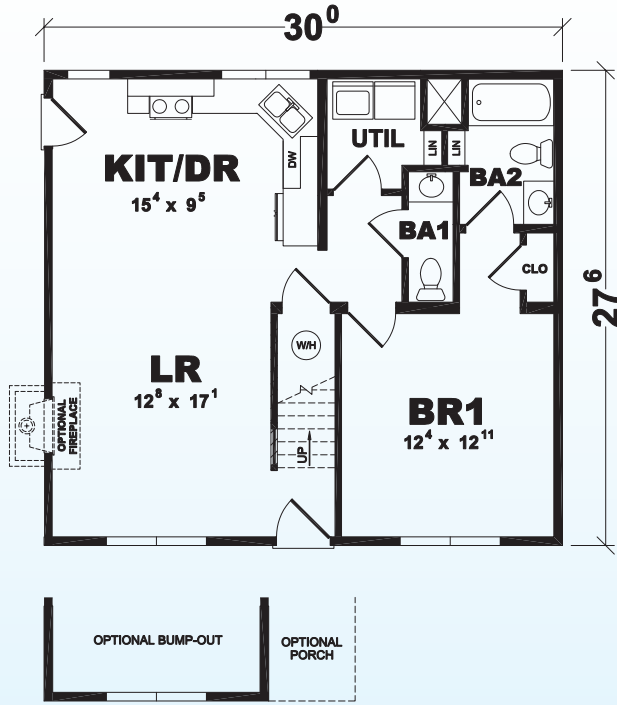 30⁰
UTIL
LIN
LIN
DW
KIT/DR
15⁴ x 9⁵
BA2
BA1
CLO
27⁶
W/H
LR
12⁸ x 17¹
BR1
12⁴ x 12¹¹
OPTIONAL
FIREPLACE
UP
OPTIONAL BUMP-OUT
OPTIONAL
PORCH